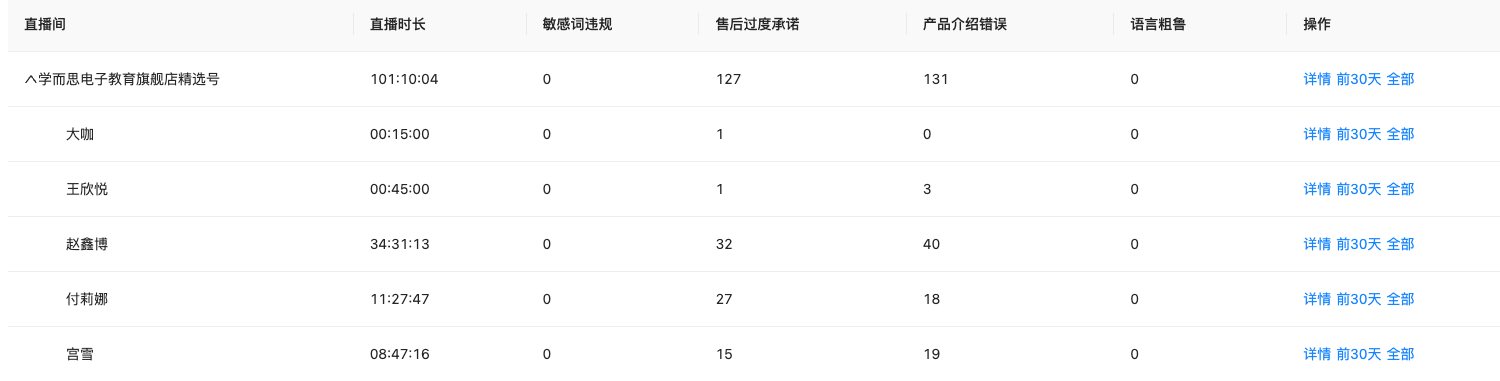 直播间 直播时长 敏感词违规 售后过度承诺 产品介绍错误 语言粗鲁 操作
学而思电子教育旗舰店精选号 101:10:04 0 127 131 0 详情 前30天 全部
大咖 00:15:00 0 1 0 0 详情 前30天 全部
王欣悦 00:45:00 0 1 3 0 详情 前30天 全部
赵鑫博 34:31:13 0 32 40 0 详情 前30天 全部
付莉娜 11:27:47 0 27 18 0 详情 前30天 全部
宫雪 08:47:16 0 15 19 0 详情 前30天 全部